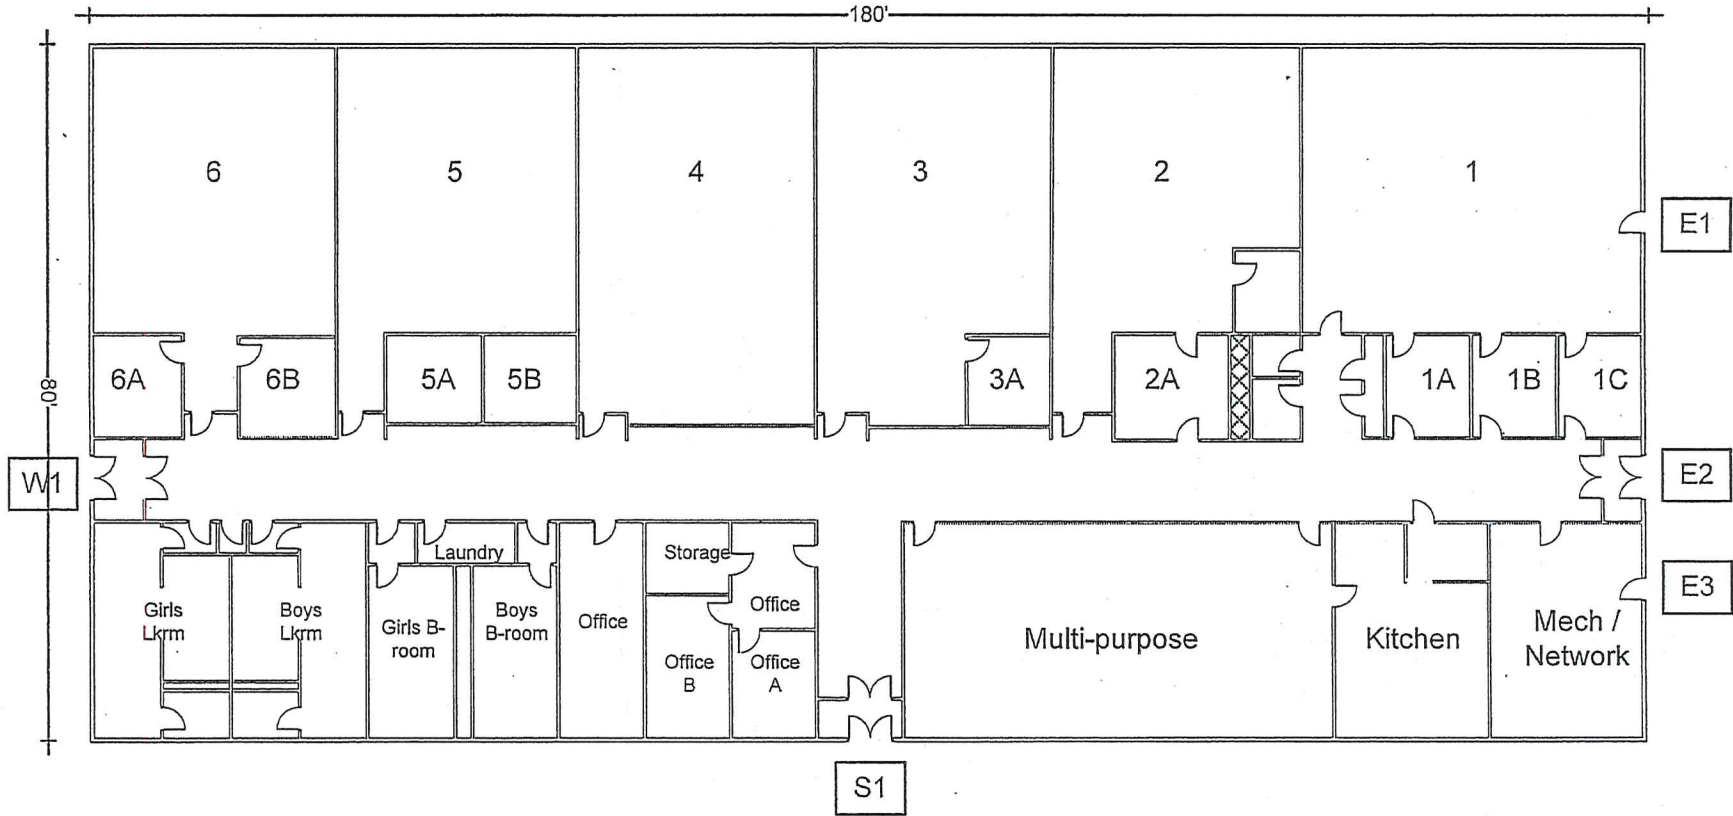 180'
80'
6
5
4
3
2
1
E1
6A
6B
5A
5B
3A
2A
1A
1B
1C
W1
E2
Laundry
Storage
E3
Girls
Lkrm
Boys
Lkrm
Girls B-
room
Boys
B-room
Office
Office
Office
B
Office
A
Multi-purpose
Kitchen
Mech /
Network
S1